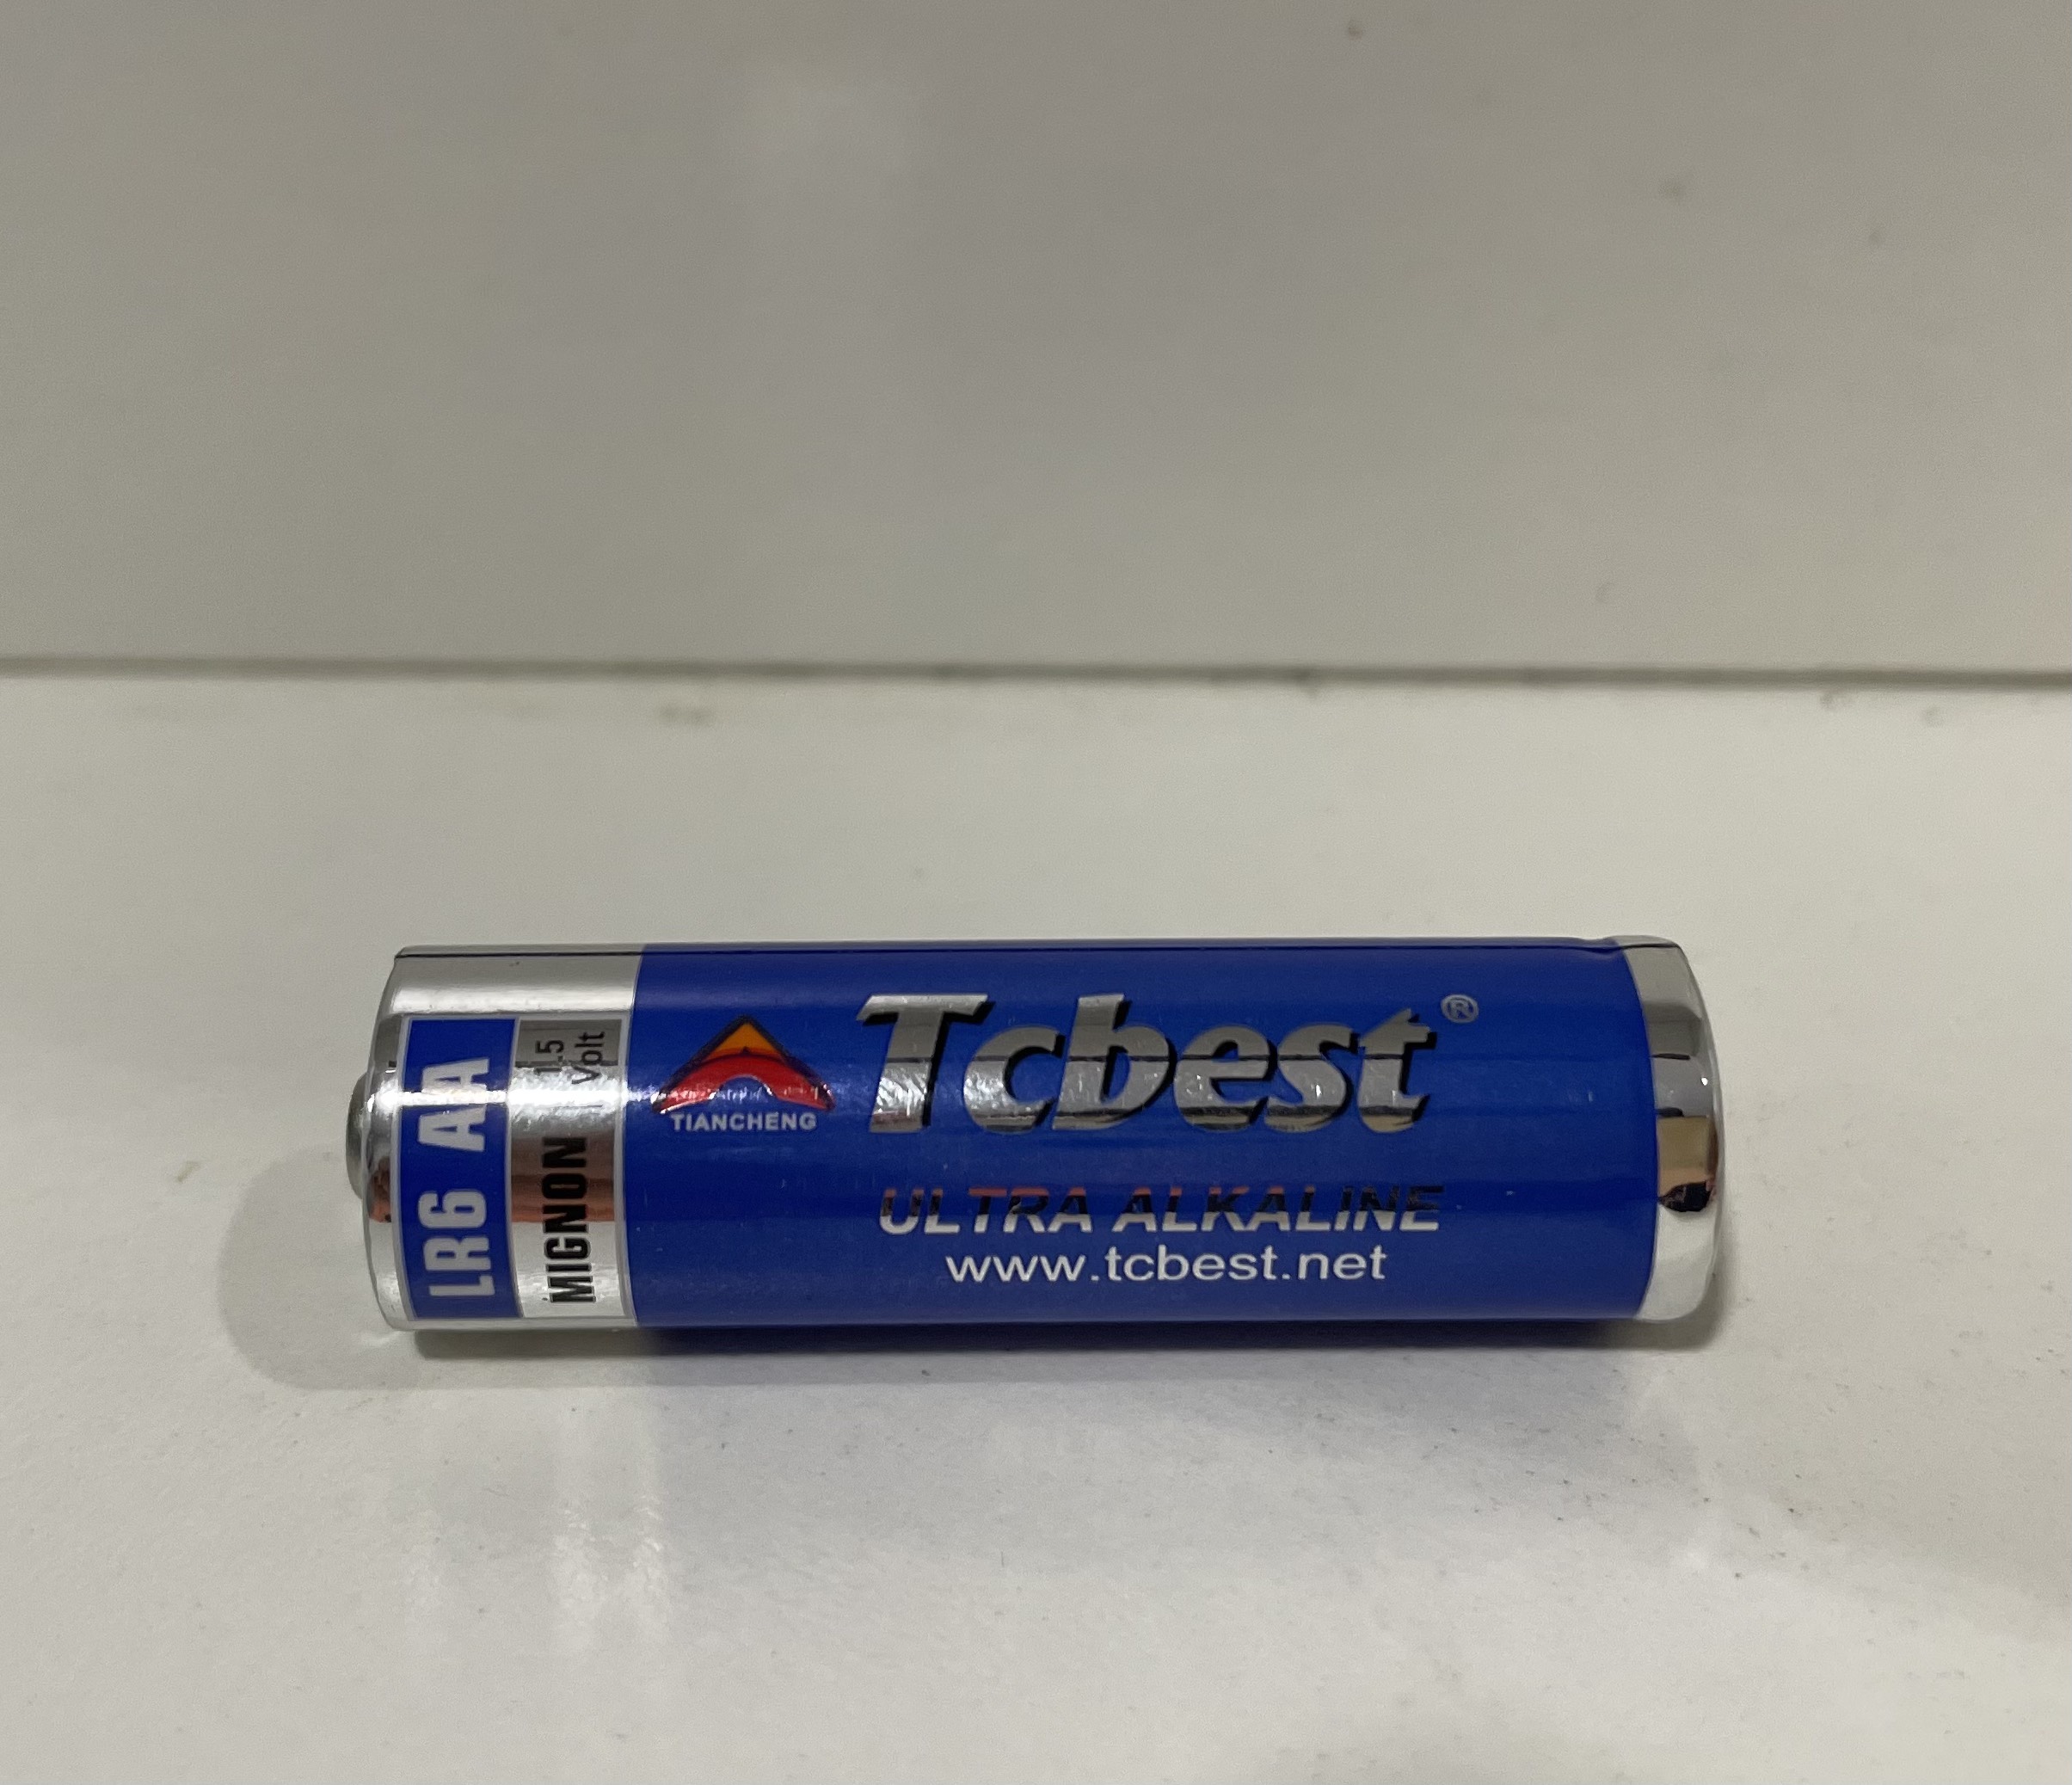 LR6 AA
1.5
Volt
MIGNON
TIANCHENG
Tcbest®
ULTRA ALKALINE
www.tcbest.net